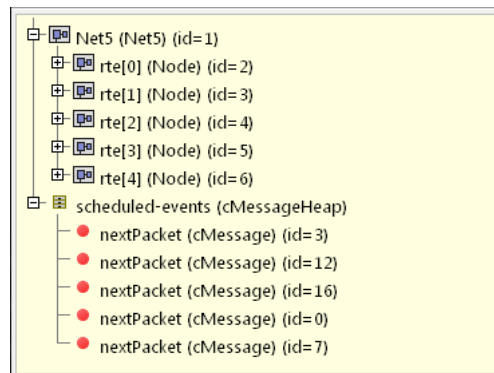 Net5 (Net5) (id=1)
rte[0] (Node) (id=2)
rte[1] (Node) (id=3)
rte[2] (Node) (id=4)
rte[3] (Node) (id=5)
rte[4] (Node) (id=6)
scheduled-events (cMessageHeap)
nextPacket (cMessage) (id=3)
nextPacket (cMessage) (id=12)
nextPacket (cMessage) (id=16)
nextPacket (cMessage) (id=0)
nextPacket (cMessage) (id=7)